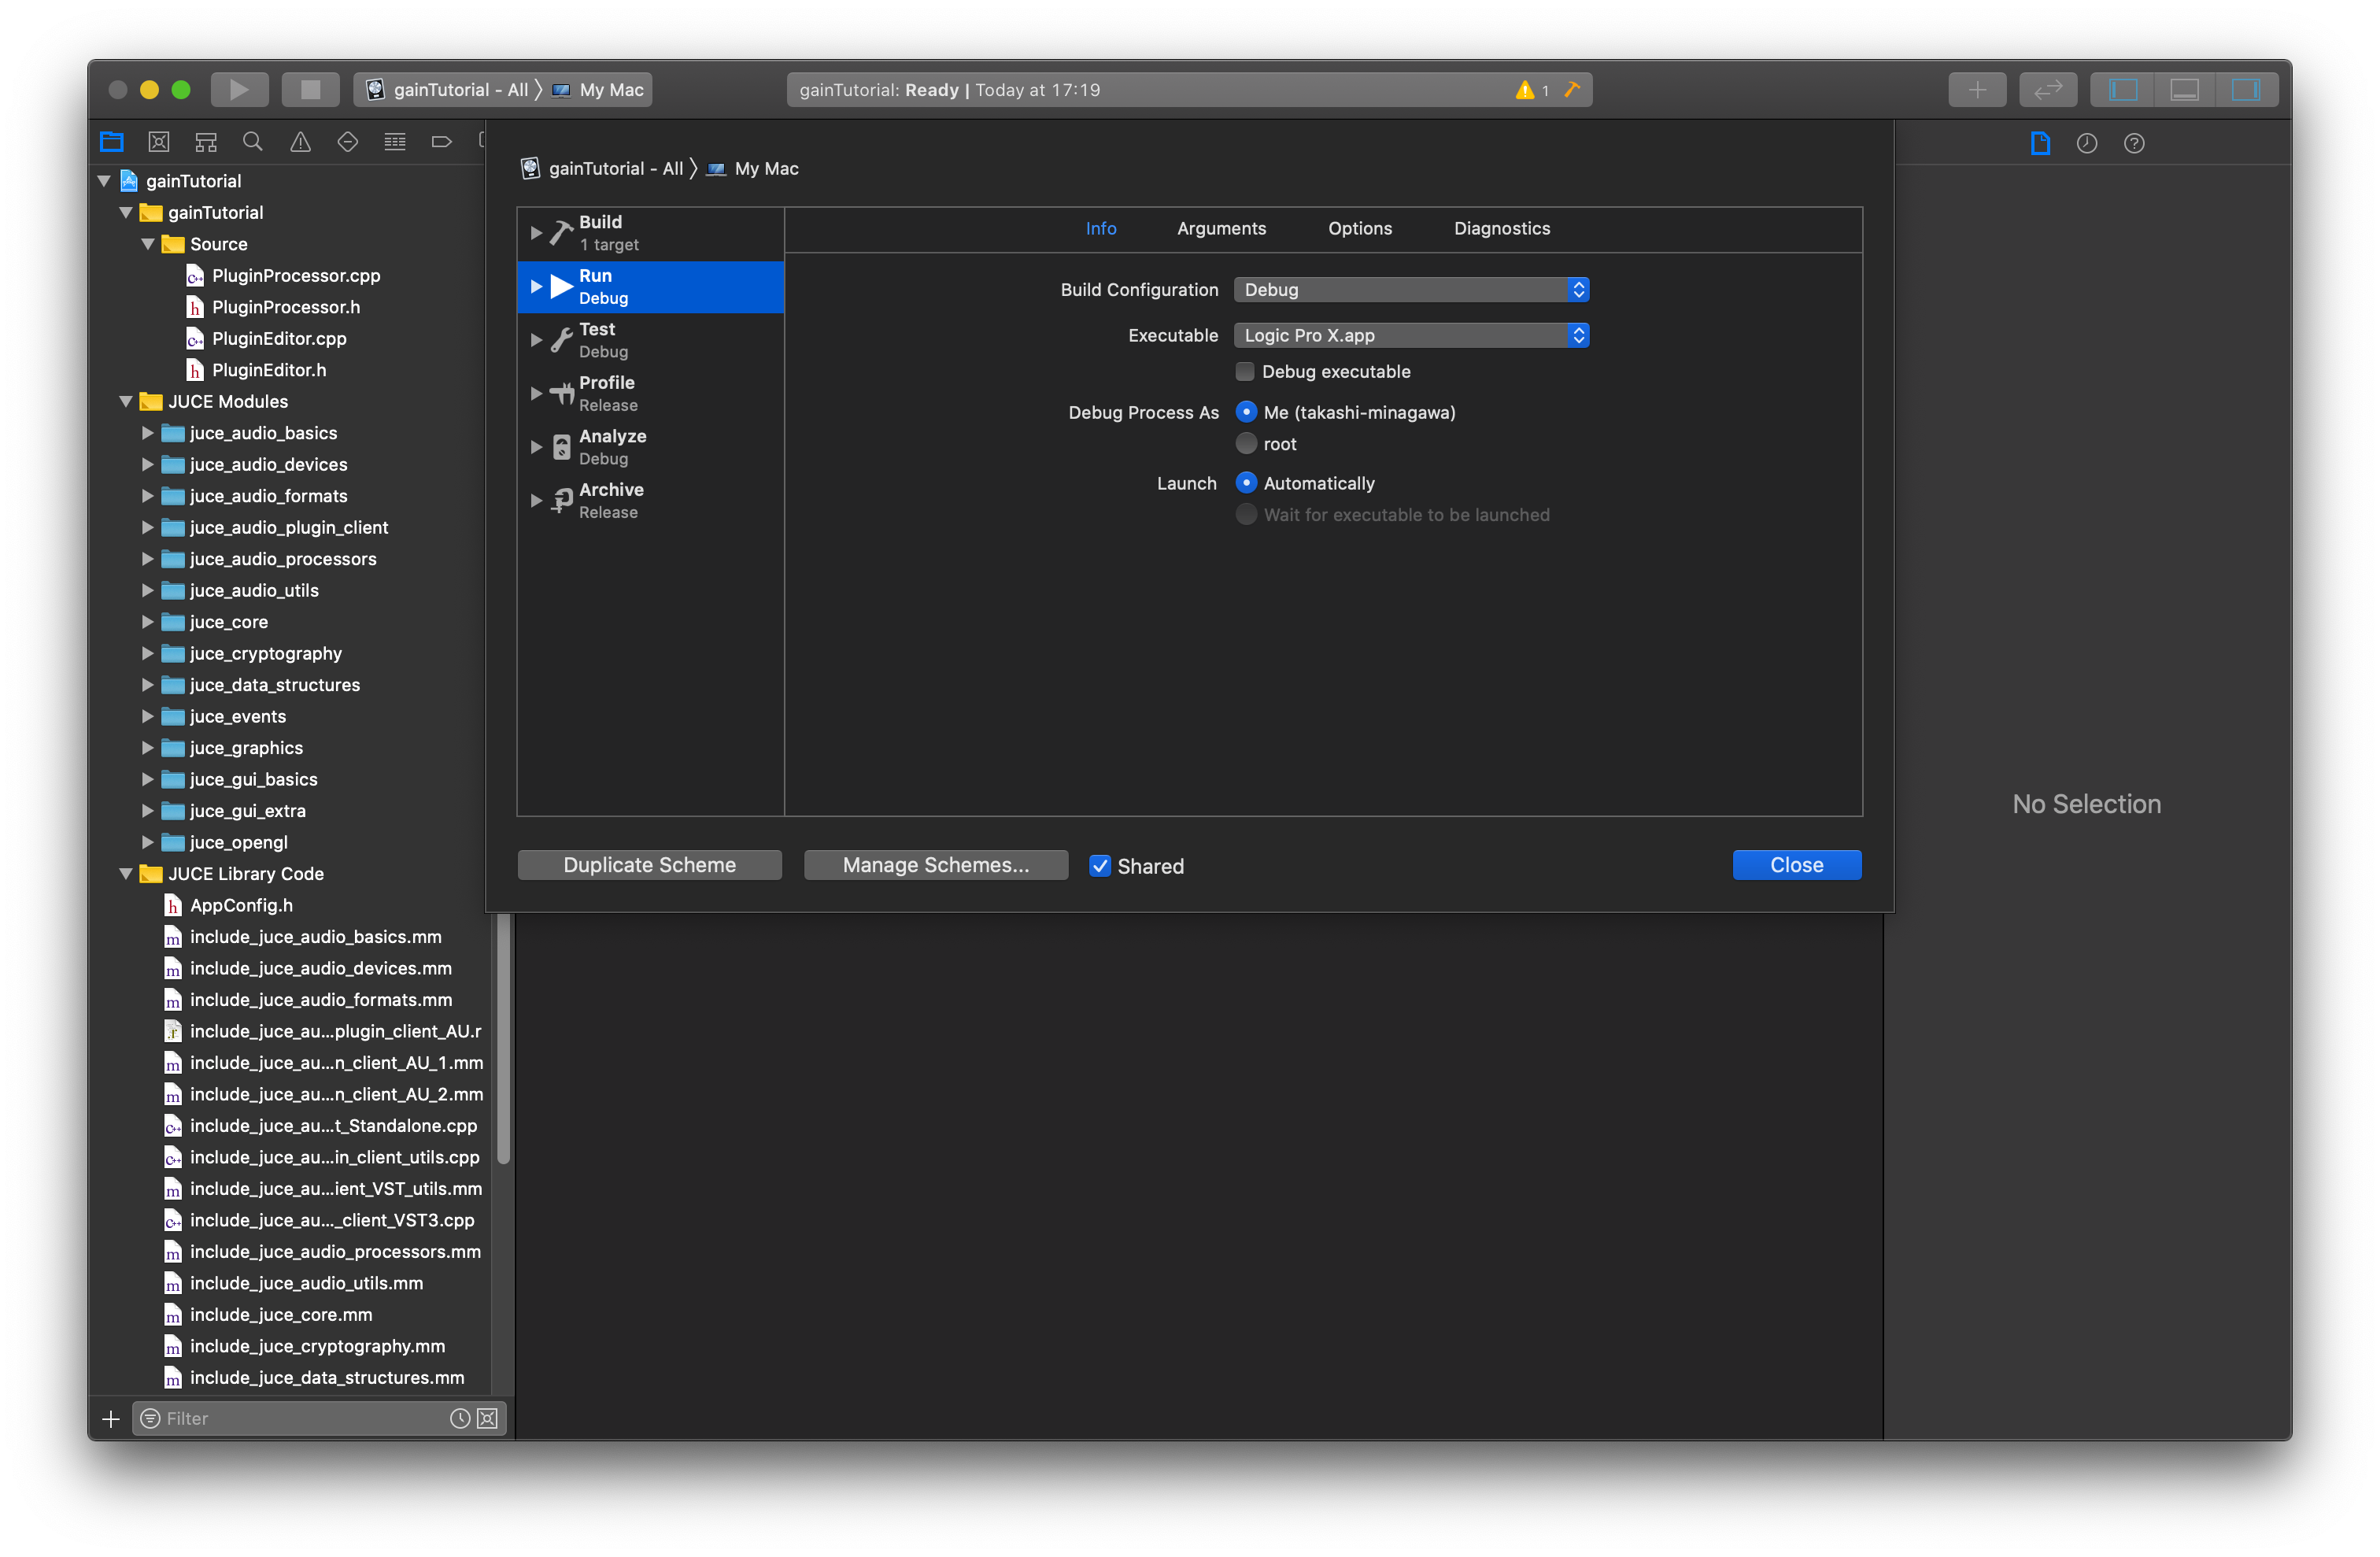 gainTutorial - All 〉 My Mac
gainTutorial: Ready | Today at 17:19
1
gainTutorial
gainTutorial
Source
PluginProcessor.cpp
PluginProcessor.h
PluginEditor.cpp
PluginEditor.h
JUCE Modules
juce_audio_basics
juce_audio_devices
juce_audio_formats
juce_audio_plugin_client
juce_audio_processors
juce_audio_utils
juce_core
juce_cryptography
juce_data_structures
juce_events
juce_graphics
juce_gui_basics
juce_gui_extra
juce_opengl
JUCE Library Code
AppConfig.h
include_juce_audio_basics.mm
include_juce_audio_devices.mm
include_juce_audio_formats.mm
include_juce_au...plugin_client_AU.r
include_juce_au...n_client_AU_1.mm
include_juce_au...n_client_AU_2.mm
include_juce_au...t_Standalone.cpp
include_juce_au...in_client_utils.cpp
include_juce_au...ient_VST_utils.mm
include_juce_au..._client_VST3.cpp
include_juce_audio_processors.mm
include_juce_audio_utils.mm
include_juce_core.mm
include_juce_cryptography.mm
include_juce_data_structures.mm
Filter
gainTutorial - All 〉 My Mac
Build
1 target
Run
Debug
Test
Debug
Profile
Release
Analyze
Debug
Archive
Release
Info Arguments Options Diagnostics
Build Configuration Debug
Executable Logic Pro X.app
Debug executable
Debug Process As Me (takashi-minagawa)
root
Launch Automatically
Wait for executable to be launched
Duplicate Scheme Manage Schemes... Shared Close
No Selection